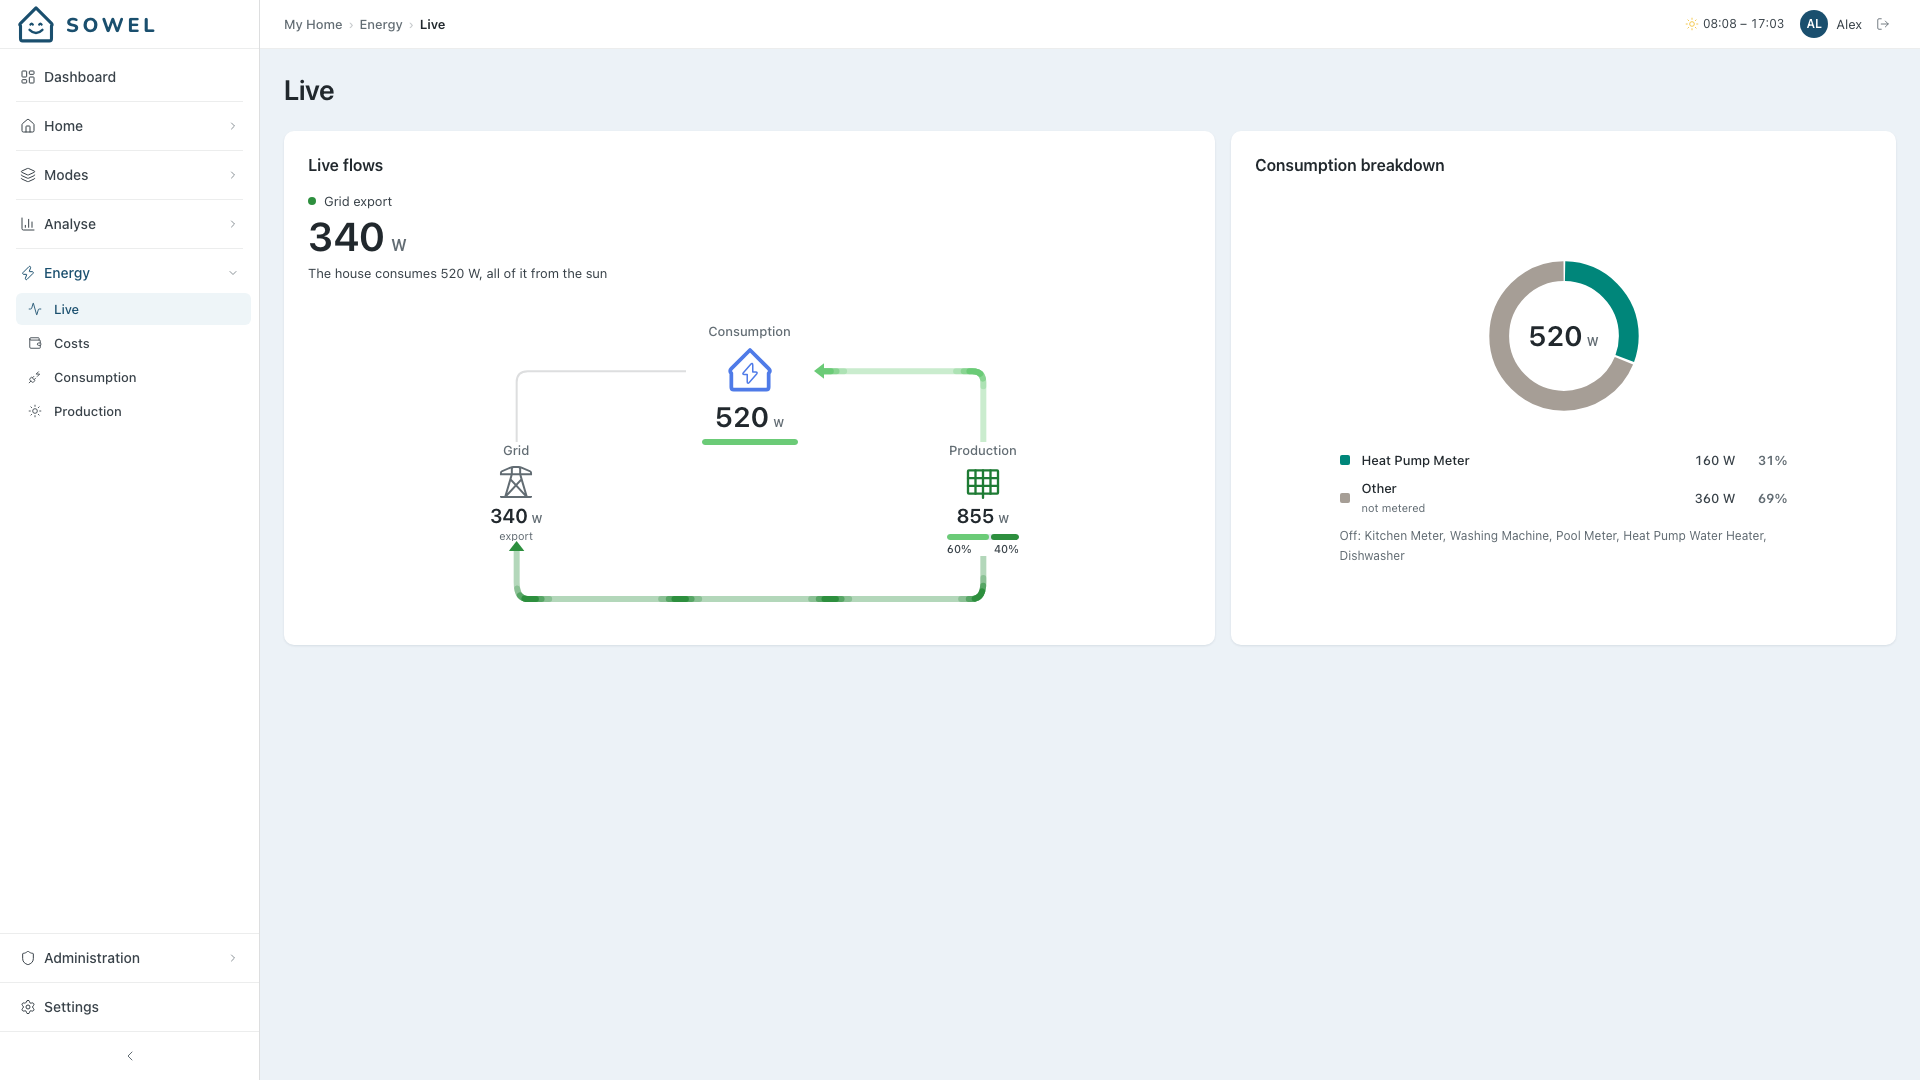 SOWEL
My Home › Energy › Live
08:08 – 17:03
AL
Alex
Dashboard
Home
Modes
Analyse
Energy
Live
Costs
Consumption
Production
Administration
Settings
Live
Live flows
Grid export
340 W
The house consumes 520 W, all of it from the sun
Consumption
520 W
Grid
340 W
export
Production
855 W
60% 40%
Consumption breakdown
520 W
Heat Pump Meter 160 W 31%
Other
not metered
360 W 69%
Off: Kitchen Meter, Washing Machine, Pool Meter, Heat Pump Water Heater,
Dishwasher